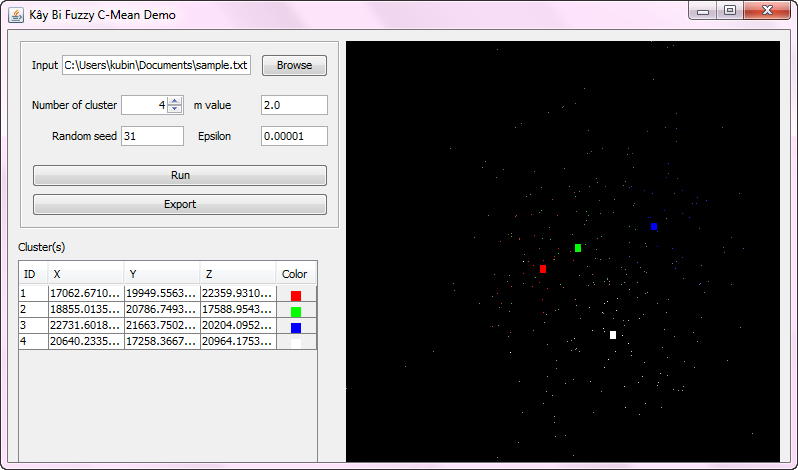 Kây Bi Fuzzy C-Mean Demo
Input C:\Users\kubin\Documents\sample.txt Browse
Number of cluster 4 m value 2.0
Random seed 31 Epsilon 0.00001
Run
Export
Cluster(s)
ID X Y Z Color
1 17062.6710... 19949.5563... 22359.9310...
2 18855.0135... 20786.7493... 17588.9543...
3 22731.6018... 21663.7502... 20204.0952...
4 20640.2335... 17258.3667... 20964.1753...